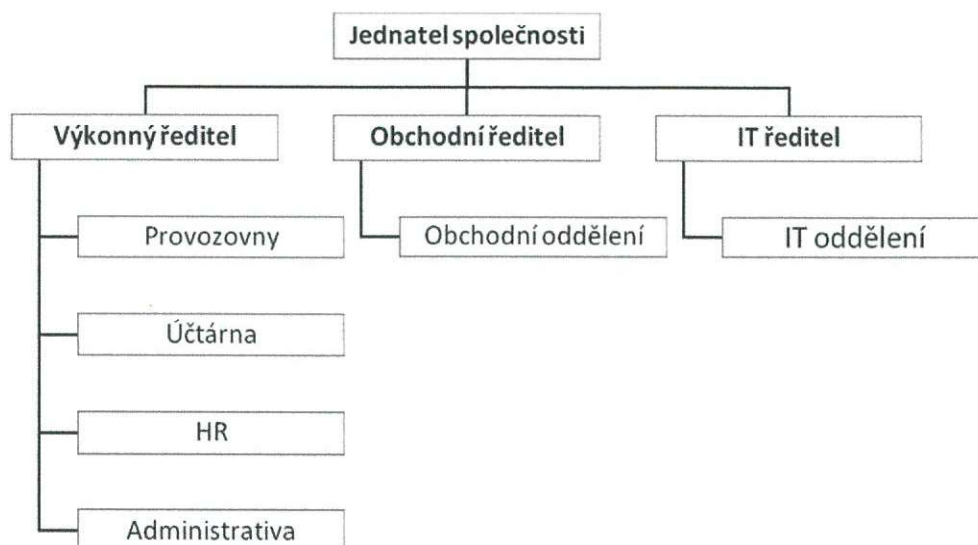 Jednatel společnosti
Výkonný ředitel
Obchodní ředitel
IT ředitel
Provozovny
Obchodní oddělení
IT oddělení
Účtárna
HR
Administrativa